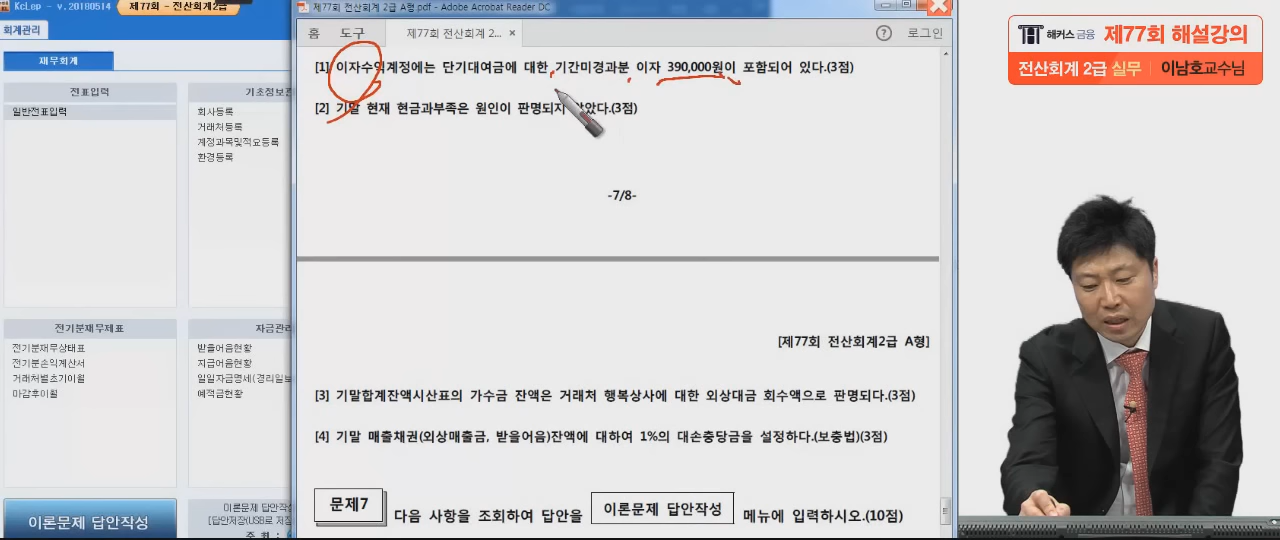 KcLep - v.20180514
제77회 - 전산회계2급
회계관리
재무회계
전표입력
일반전표입력
기초정보관
회사등록
거래처등록
계정과목및적요등록
환경등록
전기분재무제표
전기분재무상태표
전기분손익계산서
거래처별초기이월
마감후이월
자금관리
받을어음현황
지급어음현황
일일자금명세(경리일보
예적금현황
이론문제 답안작성
이론문제 답안작성
[답안저장(USB로 저장
제77회 전산회계 2급 A형.pdf - Adobe Acrobat Reader DC
홈 도구 제77회 전산회계 2... × ? 로그인
[1] 이자수익계정에는 단기대여금에 대한 기간미경과분 이자 390,000원이 포함되어 있다.(3점)
[2] 기말 현재 현금과부족은 원인이 판명되지 않았다.(3점)
-7/8-
[제77회 전산회계2급 A형]
[3] 기말합계잔액시산표의 가수금 잔액은 거래처 행복상사에 대한 외상대금 회수액으로 판명되다.(3점)
[4] 기말 매출채권(외상매출금, 받을어음)잔액에 대하여 1%의 대손충당금을 설정하다.(보충법)(3점)
문제7 다음 사항을 조회하여 답안을 이론문제 답안작성 메뉴에 입력하시오.(10점)
해커스 금융 제77회 해설강의
전산회계 2급 실무 이남호교수님